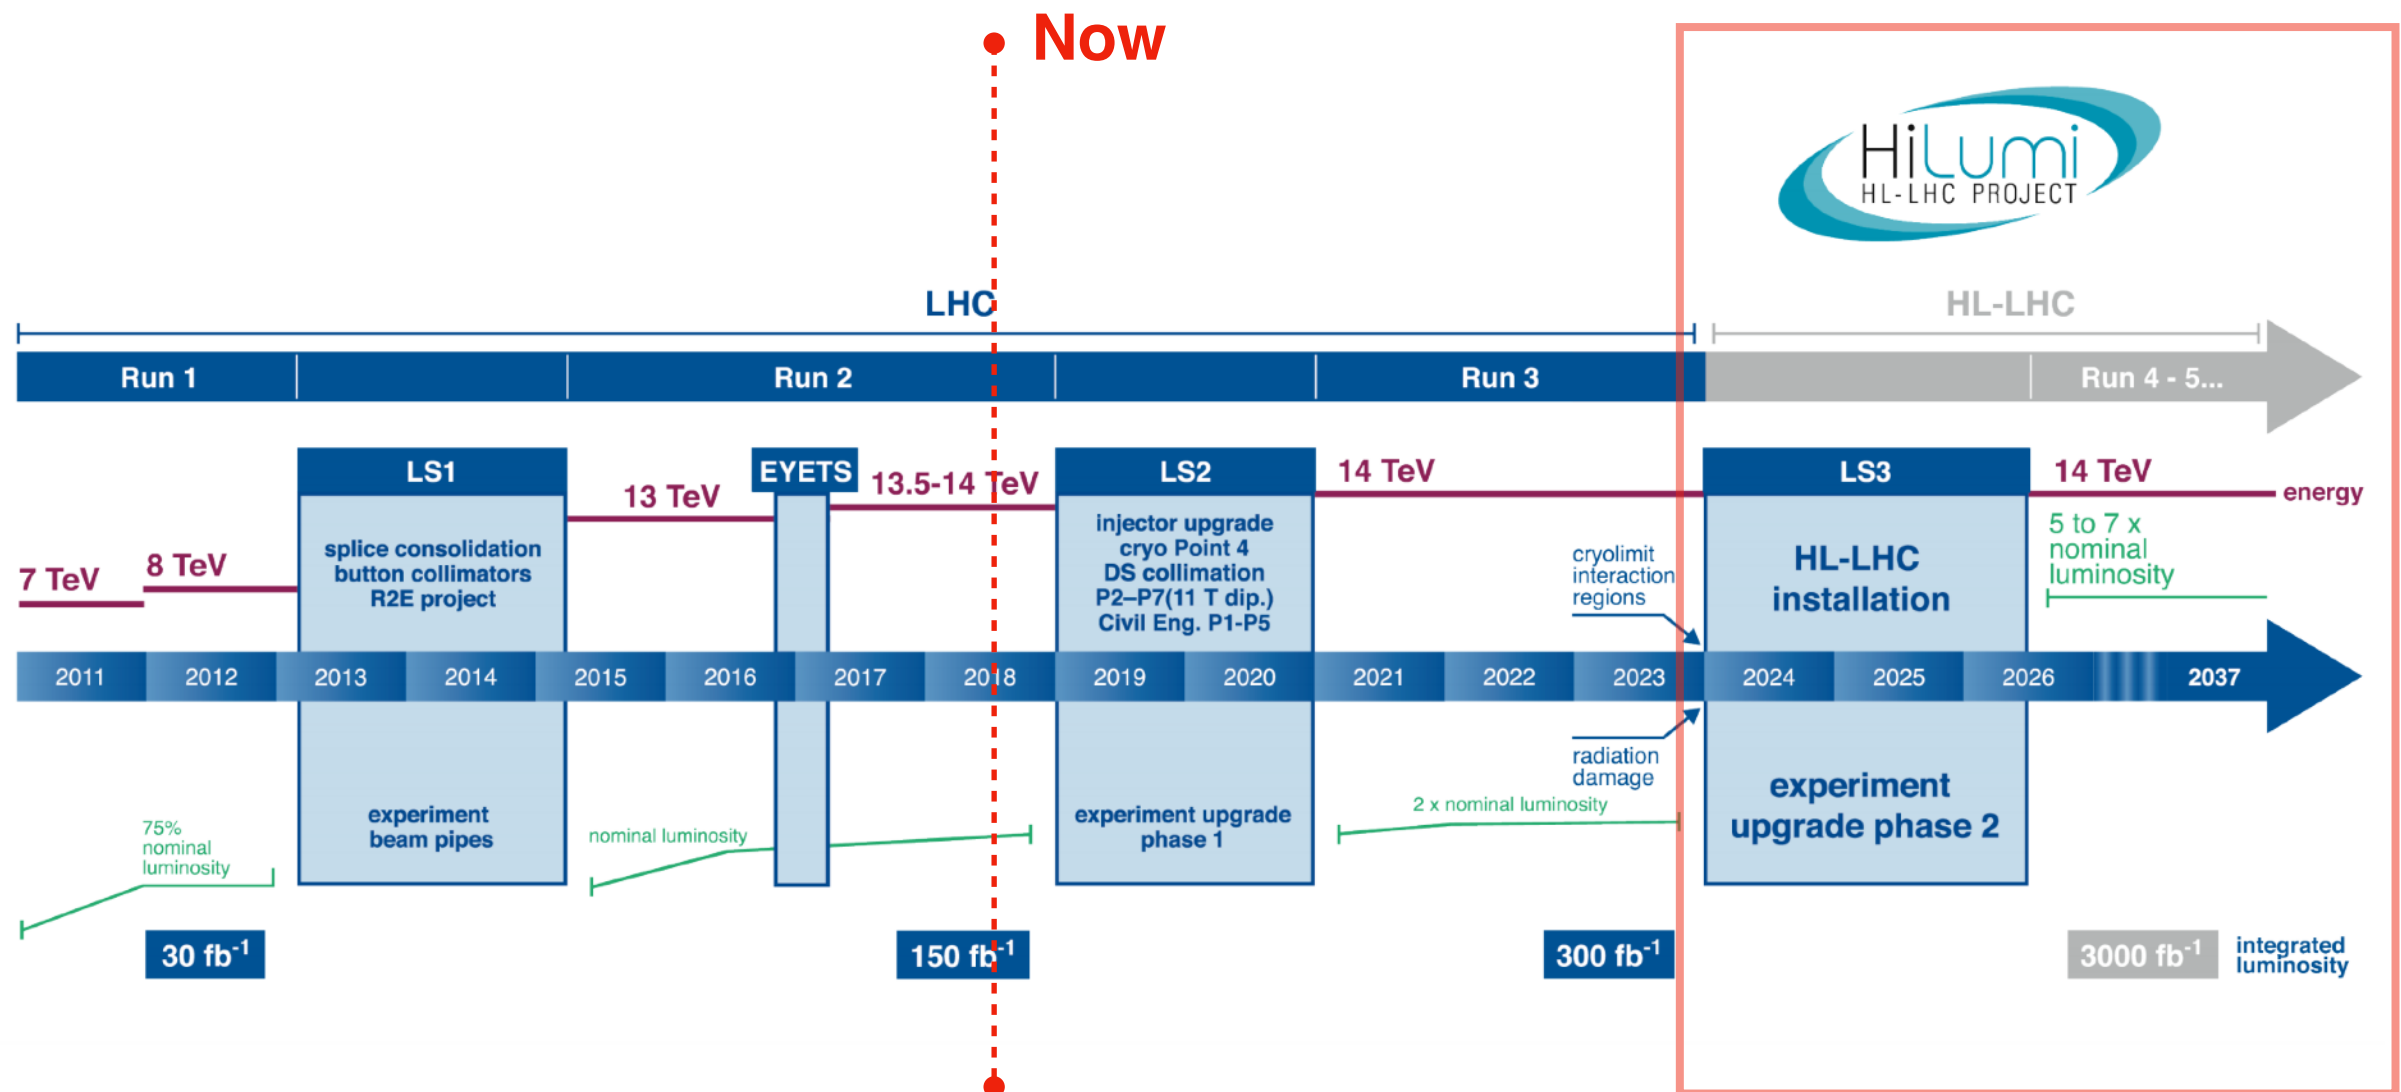 Now
HiLumi
HL-LHC PROJECT
LHC
HL-LHC
Run 1
Run 2
Run 3
Run 4 - 5...
LS1
EYETS
13.5-14 TeV
LS2
14 TeV
LS3
14 TeV
energy
13 TeV
7 TeV
8 TeV
splice consolidation
button collimators
R2E project
injector upgrade
cryo Point 4
DS collimation
P2–P7(11 T dip.)
Civil Eng. P1-P5
cryolimit
interaction
regions
HL-LHC
installation
5 to 7 x
nominal
luminosity
2011 2012 2013 2014 2015 2016 2017 2018 2019 2020 2021 2022 2023 2024 2025 2026 2037
radiation
damage
75%
nominal
luminosity
experiment
beam pipes
nominal luminosity
experiment upgrade
phase 1
2 x nominal luminosity
experiment
upgrade phase 2
30 fb-1
150 fb-1
300 fb-1
3000 fb-1
integrated
luminosity